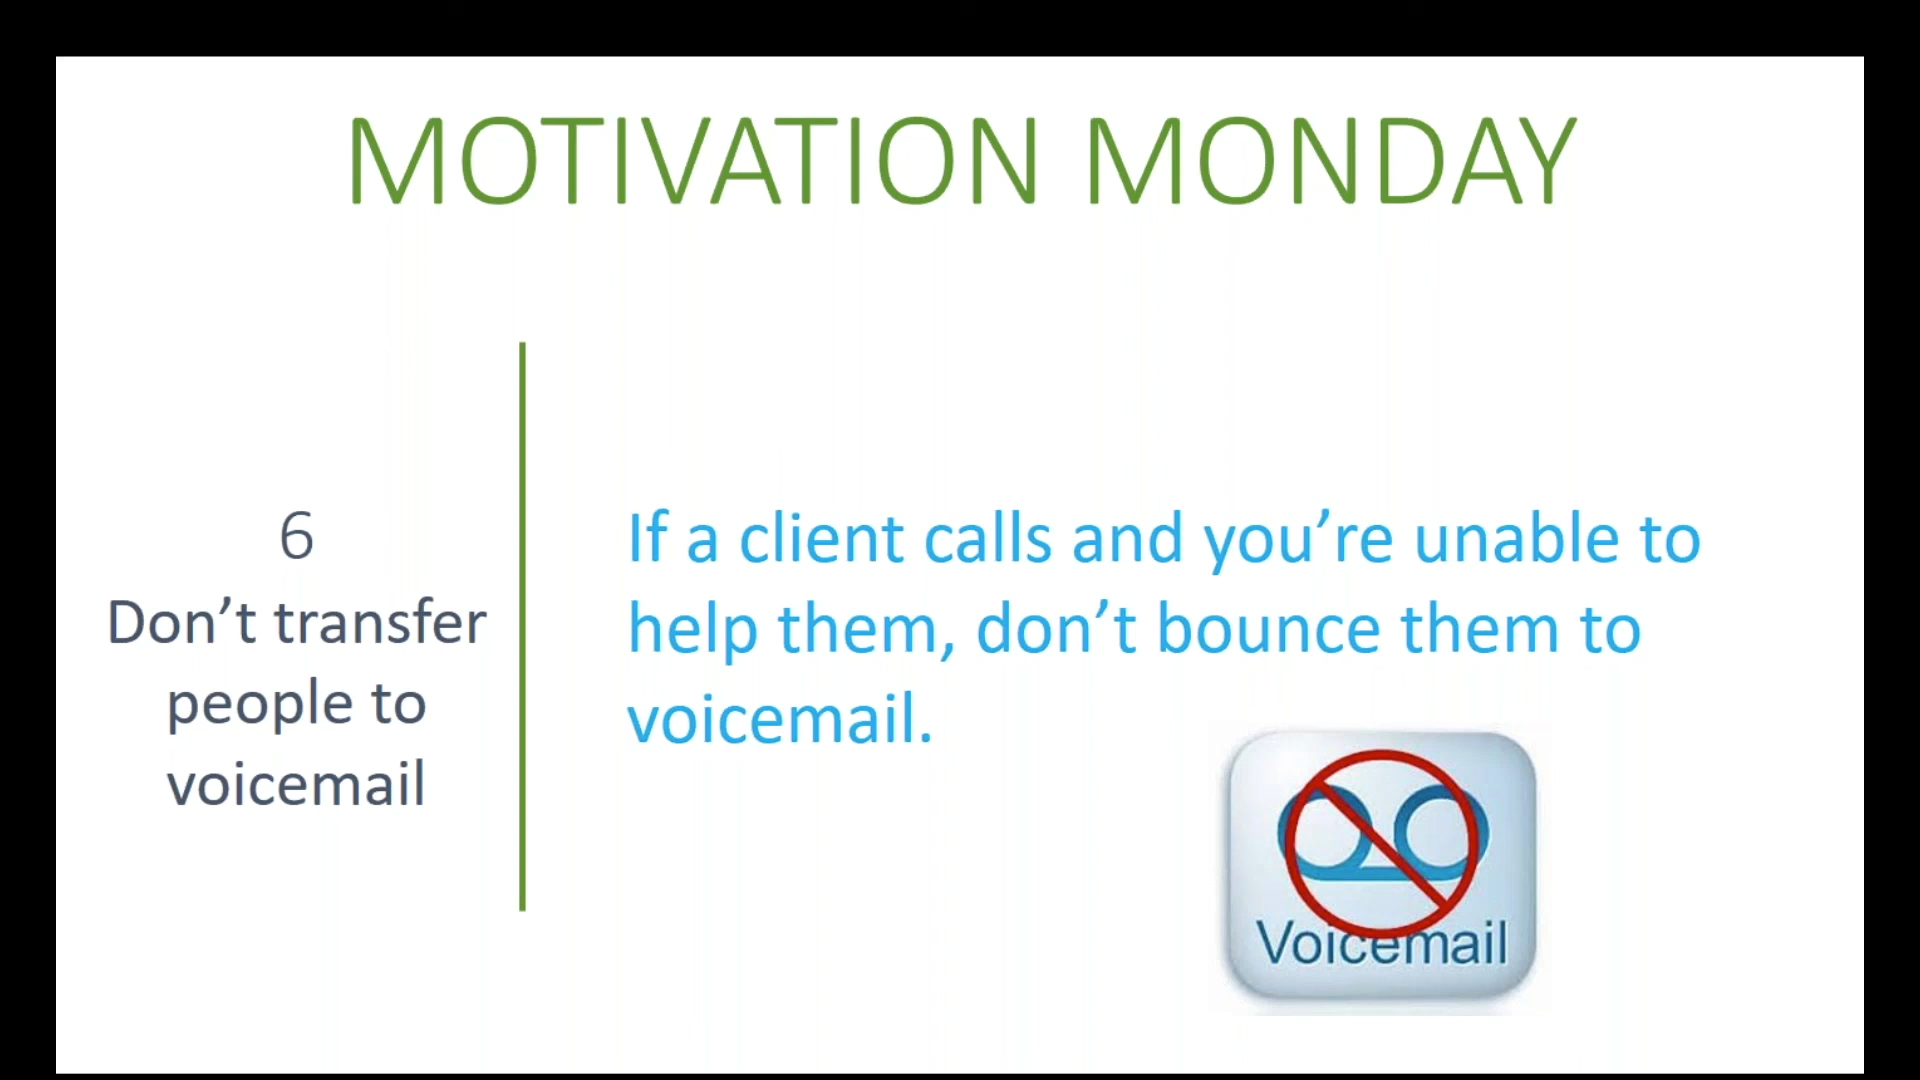 MOTIVATION MONDAY
6
Don’t transfer
people to
voicemail
If a client calls and you’re unable to
help them, don’t bounce them to
voicemail.
Voicemail